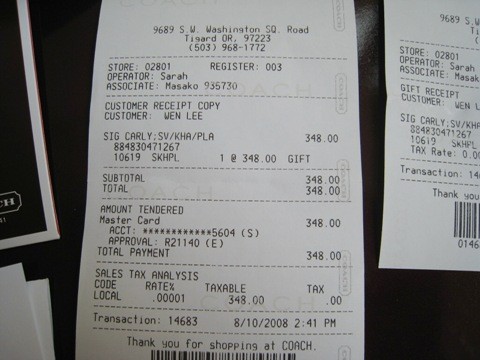 9689 S.W. Washington SQ. Road
Tigard OR, 97223
(503) 968-1772
STORE: 02801 REGISTER: 003
OPERATOR: Sarah
ASSOCIATE: Masako 935730
CUSTOMER RECEIPT COPY
CUSTOMER: WEN LEE
SIG CARLY;SV/KHA/PLA 348.00
884830471267
10619 SKHPL 1 @ 348.00 GIFT
SUBTOTAL 348.00
TOTAL 348.00
AMOUNT TENDERED
Master Card 348.00
ACCT: ************5604 (S)
APPROVAL: R21140 (E)
TOTAL PAYMENT 348.00
SALES TAX ANALYSIS
CODE RATE% TAXABLE TAX
LOCAL .00001 348.00 .00
Transaction: 14683 8/10/2008 2:41 PM
Thank you for shopping at COACH.
9689 S.W.
STORE: 02801
OPERATOR: Sarah
ASSOCIATE: Masako
GIFT RECEIPT
CUSTOMER: WEN L
SIG CARLY;SV/K
884830471267
10619 SKHPL
TAX Rate: 0.0
Transaction: 14
Thank you
0146
COACH